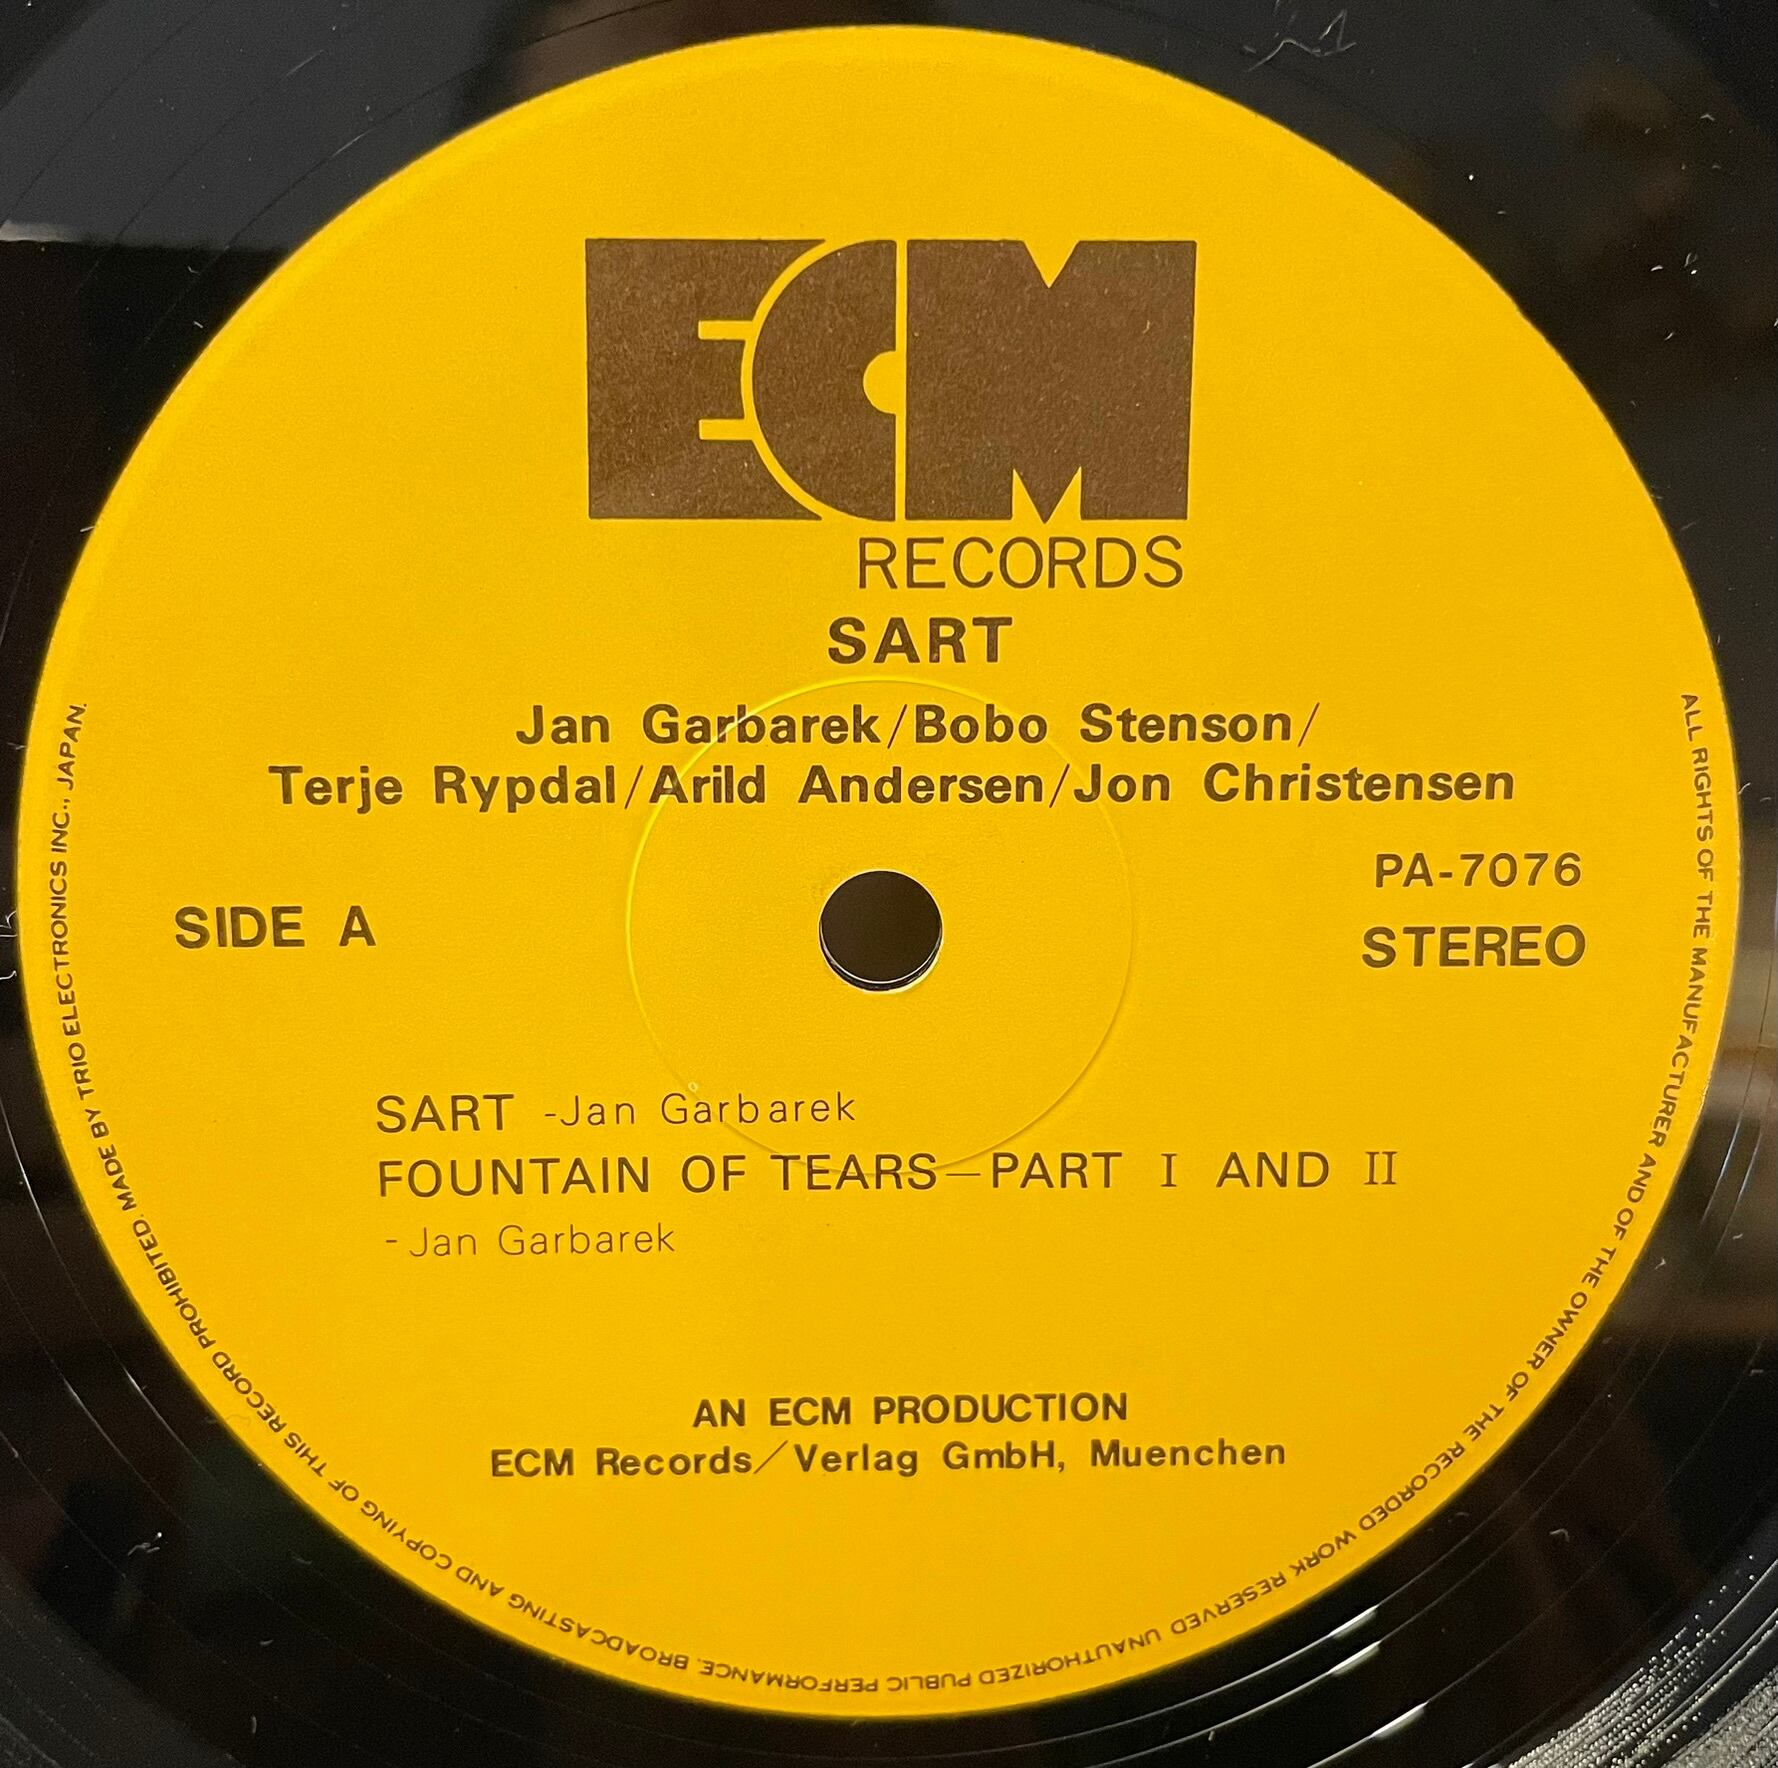 ECM
RECORDS
SART
Jan Garbarek/Bobo Stenson/
Terje Rypdal/Arild Andersen/Jon Christensen
PA-7076
SIDE A
STEREO
SART -Jan Garbarek
FOUNTAIN OF TEARS—PART I AND II
-Jan Garbarek
AN ECM PRODUCTION
ECM Records/Verlag GmbH, Muenchen
ALL RIGHTS OF THE MANUFACTURER AND OF THE OWNER OF THE RECORDED WORK RESERVED UNAUTHORIZED PUBLIC PERFORMANCE. BROADCASTING AND COPYING OF THIS RECORD PROHIBITED. MADE BY TRIO ELECTRONICS INC., JAPAN.